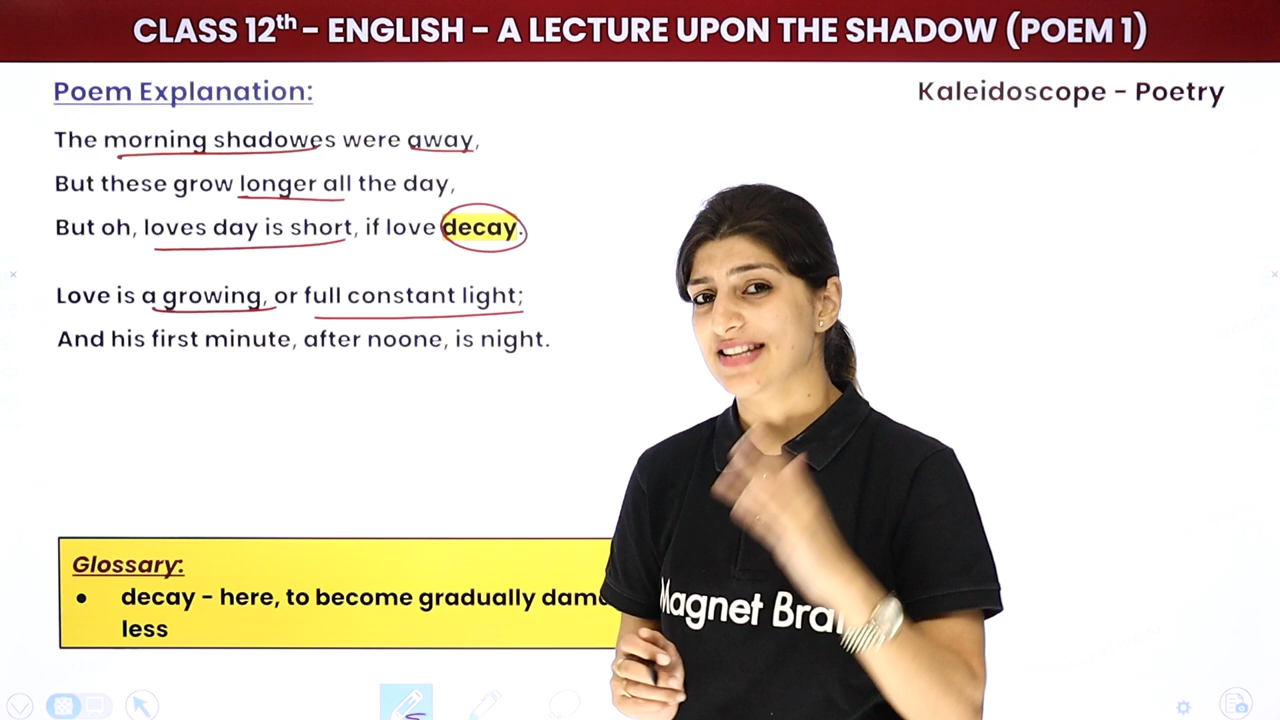 CLASS 12th - ENGLISH - A LECTURE UPON THE SHADOW (POEM 1)
Poem Explanation:
Kaleidoscope - Poetry
The morning shadowes were away,
But these grow longer all the day,
But oh, loves day is short, if love decay.
Love is a growing, or full constant light;
And his first minute, after noone, is night.
Glossary:
• decay - here, to become gradually
less
Magnet